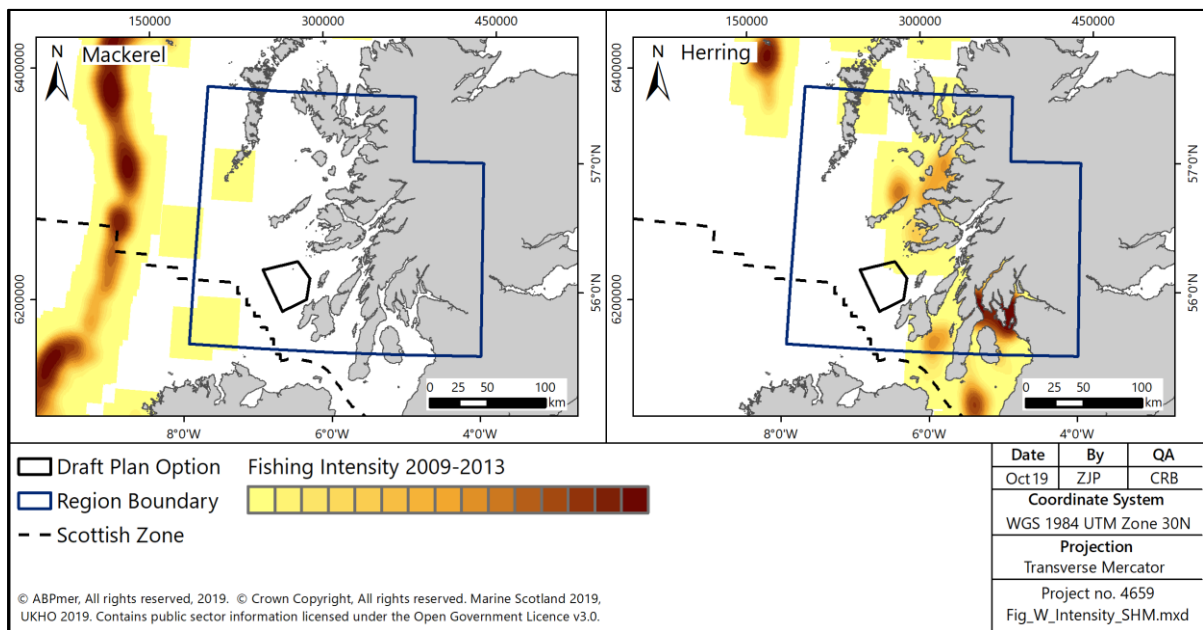 150000 300000 450000
150000 300000 450000
N
Mackerel
N
Herring
6400000
6200000
6400000
6200000
57°0'N
56°0'N
57°0'N
56°0'N
0 25 50 100
km
0 25 50 100
km
8°0'W 6°0'W 4°0'W
8°0'W 6°0'W 4°0'W
Draft Plan Option
Region Boundary
Scottish Zone
Fishing Intensity 2009-2013
Date By QA
Oct 19 ZJP CRB
Coordinate System
WGS 1984 UTM Zone 30N
Projection
Transverse Mercator
Project no. 4659
Fig_W_Intensity_SHM.mxd
© ABPmer, All rights reserved, 2019. © Crown Copyright, All rights reserved. Marine Scotland 2019,
UKHO 2019. Contains public sector information licensed under the Open Government Licence v3.0.